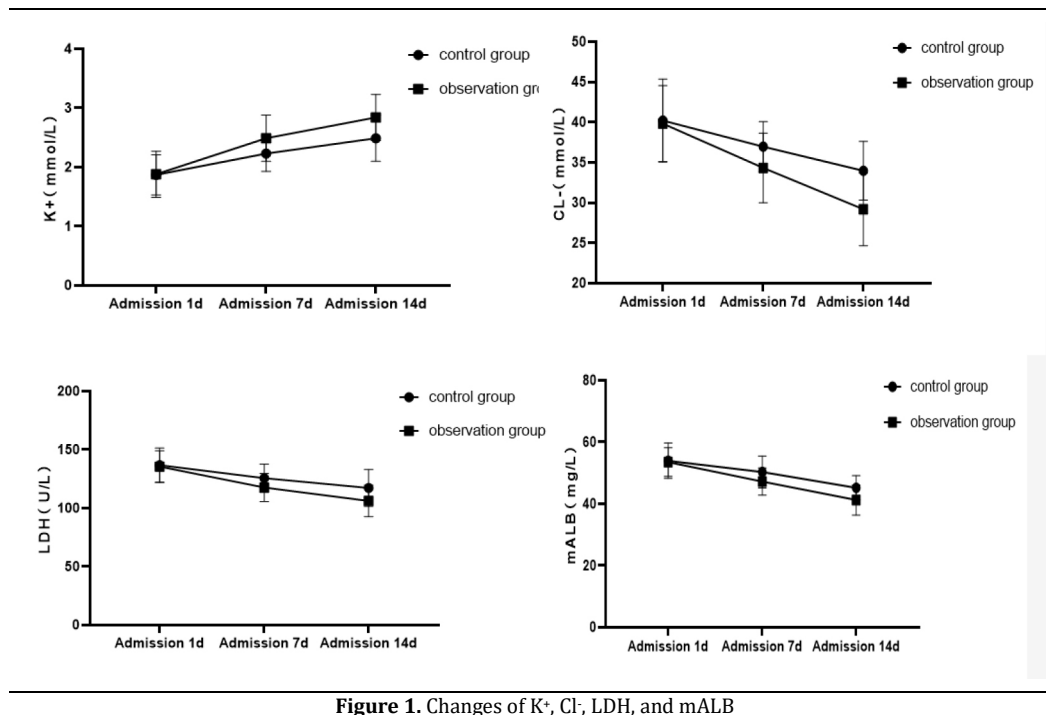 4
3
2
1
0
K+(mmol/L)
control group
observation gr
Admission 1d Admission 7d Admission 14d
50
45
40
35
30
25
20
CL-(mmol/L)
control group
observation group
Admission 1d Admission 7d Admission 14d
200
150
100
50
0
LDH(U/L)
control group
observation group
Admission 1d Admission 7d Admission 14d
80
60
40
20
0
mALB(mg/L)
control group
observation group
Admission 1d Admission 7d Admission 14d
Figure 1. Changes of K⁺, Cl⁻, LDH, and mALB